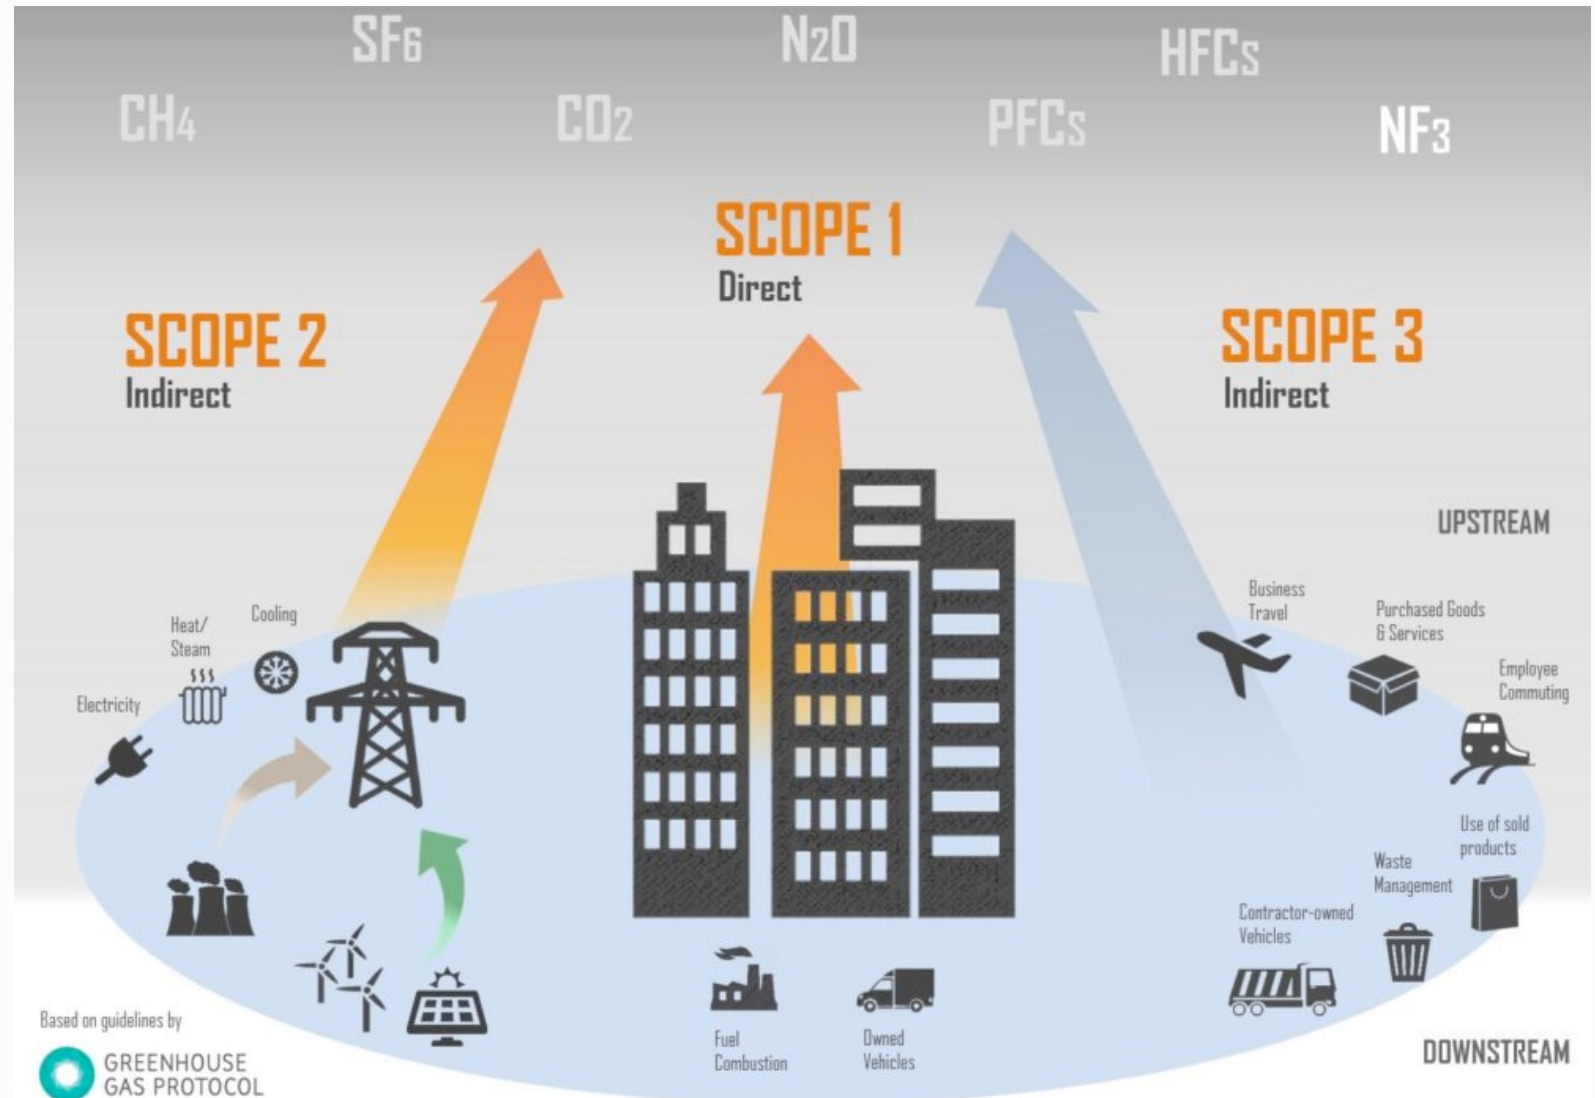 SF6
N2O
HFCs
CH4
CO2
PFCs
NF3
SCOPE 1
Direct
SCOPE 2
Indirect
SCOPE 3
Indirect
UPSTREAM
Electricity
Heat/
Steam
Cooling
Business
Travel
Purchased Goods
& Services
Employee
Commuting
Use of sold
products
Waste
Management
Contractor-owned
Vehicles
Fuel
Combustion
Owned
Vehicles
DOWNSTREAM
Based on guidelines by
GREENHOUSE
GAS PROTOCOL